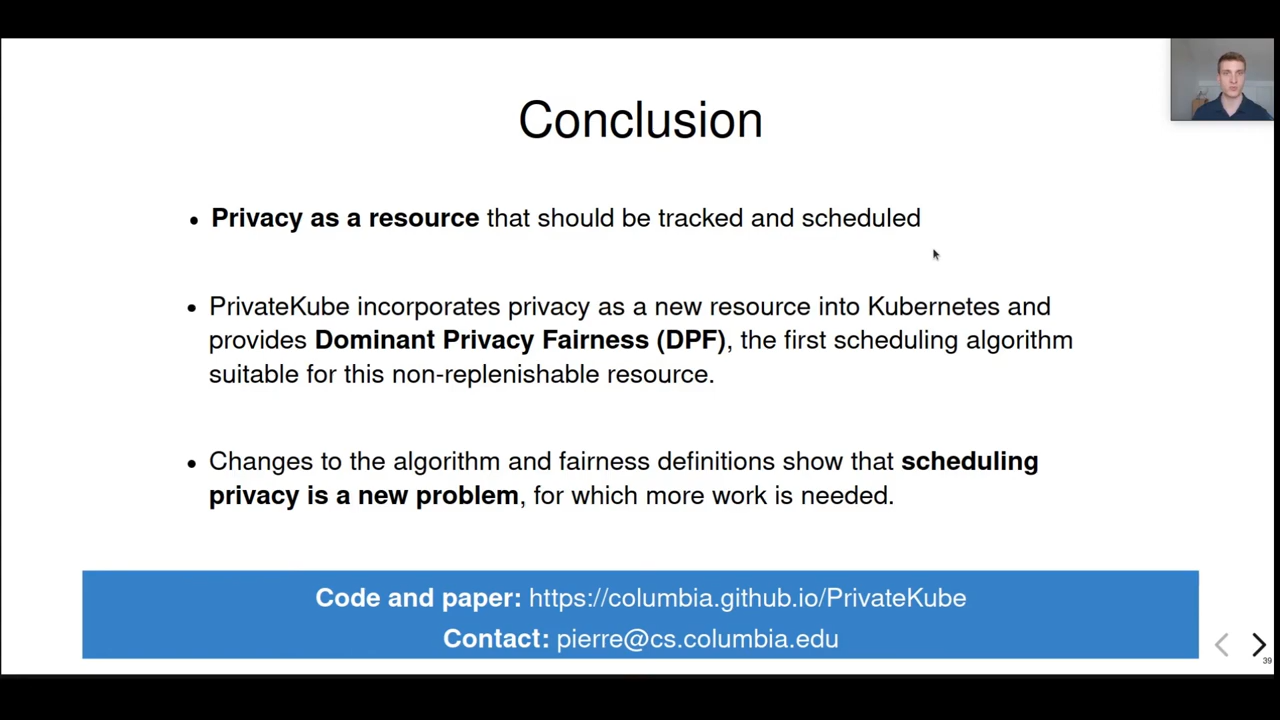 Conclusion
• Privacy as a resource that should be tracked and scheduled
• PrivateKube incorporates privacy as a new resource into Kubernetes and
provides Dominant Privacy Fairness (DPF), the first scheduling algorithm
suitable for this non-replenishable resource.
• Changes to the algorithm and fairness definitions show that scheduling
privacy is a new problem, for which more work is needed.
Code and paper: https://columbia.github.io/PrivateKube
Contact: pierre@cs.columbia.edu
39